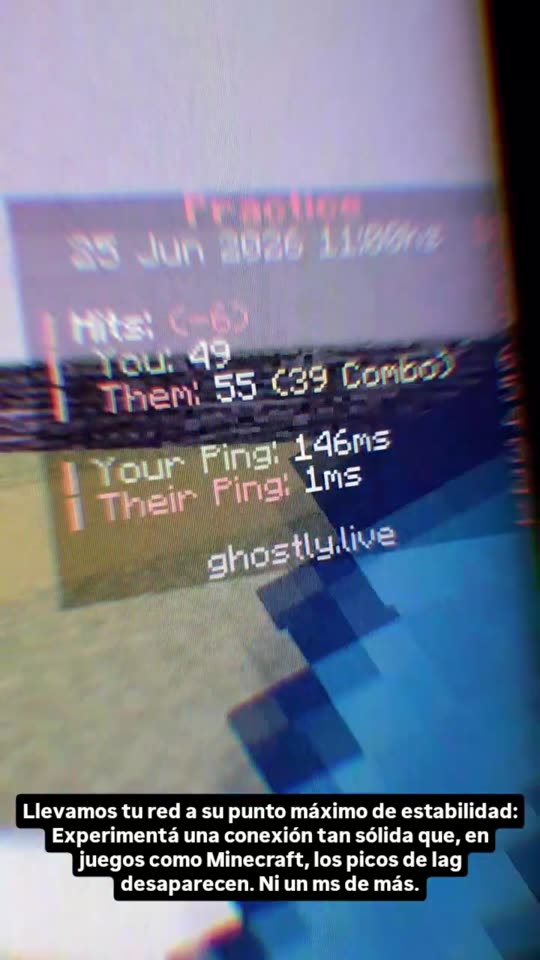 Practice
25 Jun 2026 11:00hs
Hits: (-6)
You: 49
Them: 55 (39 Combo)
Your Ping: 146ms
Their Ping: 1ms
ghostly.live
Llevamos tu red a su punto máximo de estabilidad:
Experimentá una conexión tan sólida que, en
juegos como Minecraft, los picos de lag
desaparecen. Ni un ms de más.